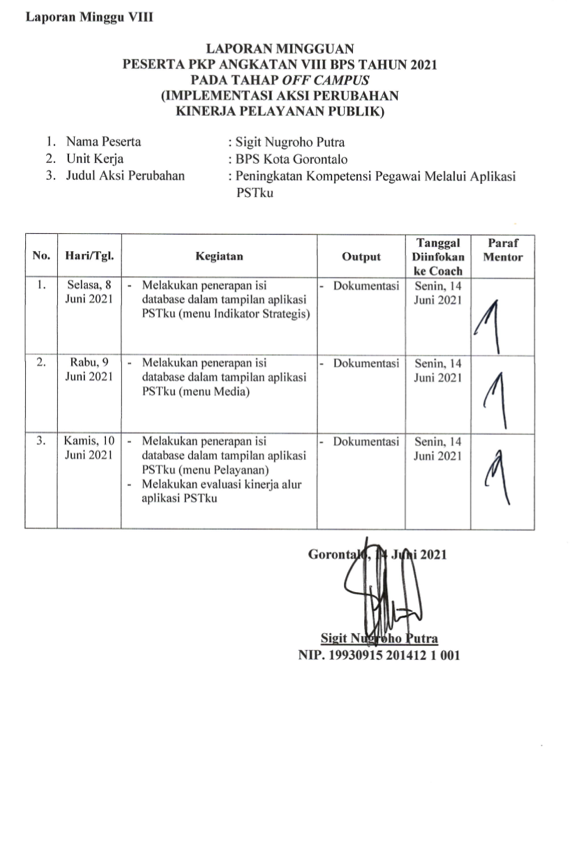 Laporan Minggu VIII
LAPORAN MINGGUAN
PESERTA PKP ANGKATAN VIII BPS TAHUN 2021
PADA TAHAP OFF CAMPUS
(IMPLEMENTASI AKSI PERUBAHAN
KINERJA PELAYANAN PUBLIK)
1. Nama Peserta : Sigit Nugroho Putra
2. Unit Kerja : BPS Kota Gorontalo
3. Judul Aksi Perubahan : Peningkatan Kompetensi Pegawai Melalui Aplikasi
PSTku
No. Hari/Tgl. Kegiatan Output Tanggal Diinfokan ke Coach Paraf Mentor
1. Selasa, 8 - Melakukan penerapan isi - Dokumentasi Senin, 14
Juni 2021 database dalam tampilan aplikasi Juni 2021
PSTku (menu Indikator Strategis)
2. Rabu, 9 - Melakukan penerapan isi - Dokumentasi Senin, 14
Juni 2021 database dalam tampilan aplikasi Juni 2021
PSTku (menu Media)
3. Kamis, 10 - Melakukan penerapan isi - Dokumentasi Senin, 14
Juni 2021 database dalam tampilan aplikasi Juni 2021
PSTku (menu Pelayanan)
- Melakukan evaluasi kinerja alur
aplikasi PSTku
Gorontalo, 14 Juni 2021
Sigit Nugroho Putra
NIP. 19930915 201412 1 001